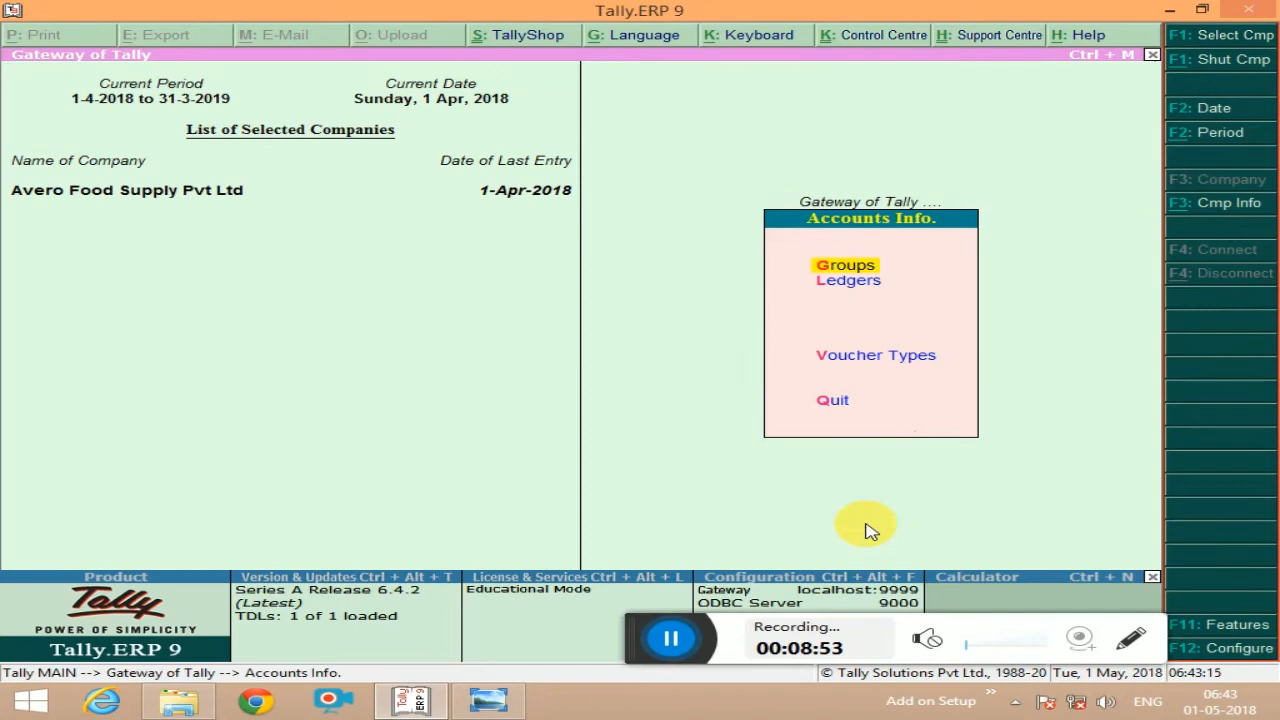 Tally.ERP 9
P: Print E: Export M: E-Mail O: Upload S: TallyShop G: Language K: Keyboard K: Control Centre H: Support Centre H: Help F1: Select Cmp
Gateway of Tally Ctrl + M
F1: Shut Cmp
Current Period Current Date
1-4-2018 to 31-3-2019 Sunday, 1 Apr, 2018
F2: Date
List of Selected Companies
F2: Period
Name of Company Date of Last Entry
F3: Company
Avero Food Supply Pvt Ltd 1-Apr-2018
F3: Cmp Info
Gateway of Tally ....
Accounts Info.
F4: Connect
Groups
F4: Disconnect
Ledgers
Voucher Types
Quit
Product Version & Updates Ctrl + Alt + T License & Services Ctrl + Alt + L Configuration Ctrl + Alt + F Calculator Ctrl + N
Tally
POWER OF SIMPLICITY
Tally.ERP 9
Series A Release 6.4.2
(Latest)
TDLs: 1 of 1 loaded
Educational Mode
Gateway localhost:9999
ODBC Server 9000
Recording...
00:08:53
F11: Features
F12: Configure
Tally MAIN --> Gateway of Tally --> Accounts Info. © Tally Solutions Pvt Ltd., 1988-20 Tue, 1 May, 2018 06:43:15
Tally ERP 9
Add on Setup » ENG 06:43
01-05-2018